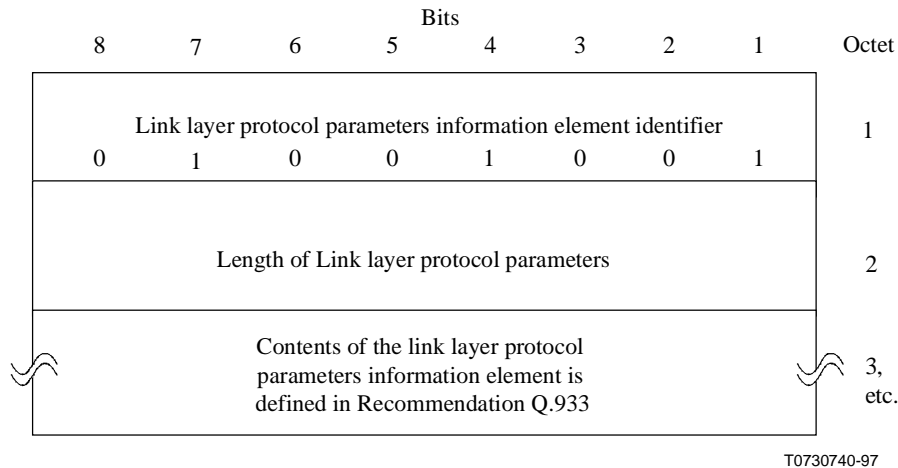 Bits
8 7 6 5 4 3 2 1 Octet
Link layer protocol parameters information element identifier
0 1 0 0 1 0 0 1
1
Length of Link layer protocol parameters
2
Contents of the link layer protocol
parameters information element is
defined in Recommendation Q.933
3,
etc.
T0730740-97